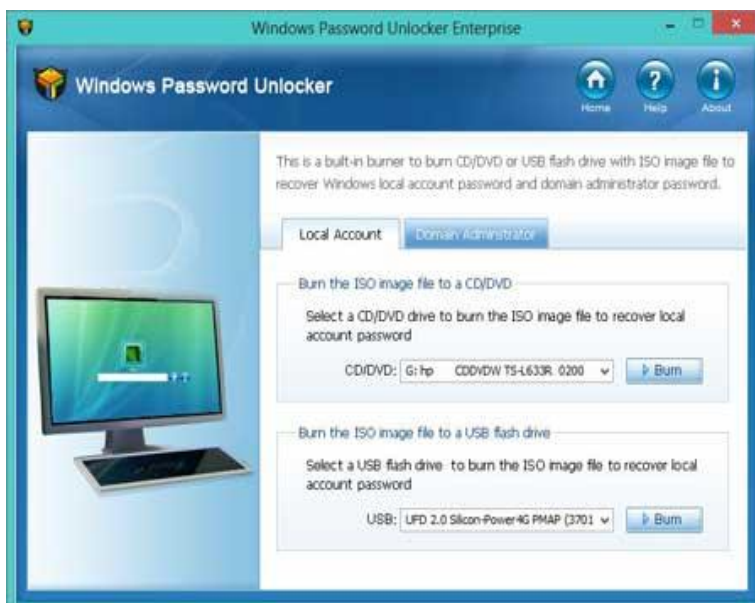 Windows Password Unlocker Enterprise
Windows Password Unlocker
Home Help About
This is a built-in burner to burn CD/DVD or USB flash drive with ISO image file to
recover Windows local account password and domain administrator password.
Local Account Domain Administrator
Burn the ISO image file to a CD/DVD
Select a CD/DVD drive to burn the ISO image file to recover local
account password
CD/DVD: G: hp CDDVDW TS-L633R 0200 Burn
Burn the ISO image file to a USB flash drive
Select a USB flash drive to burn the ISO image file to recover local
account password
USB: UFD 2.0 Silicon-Power4G PMAP (3701 Burn